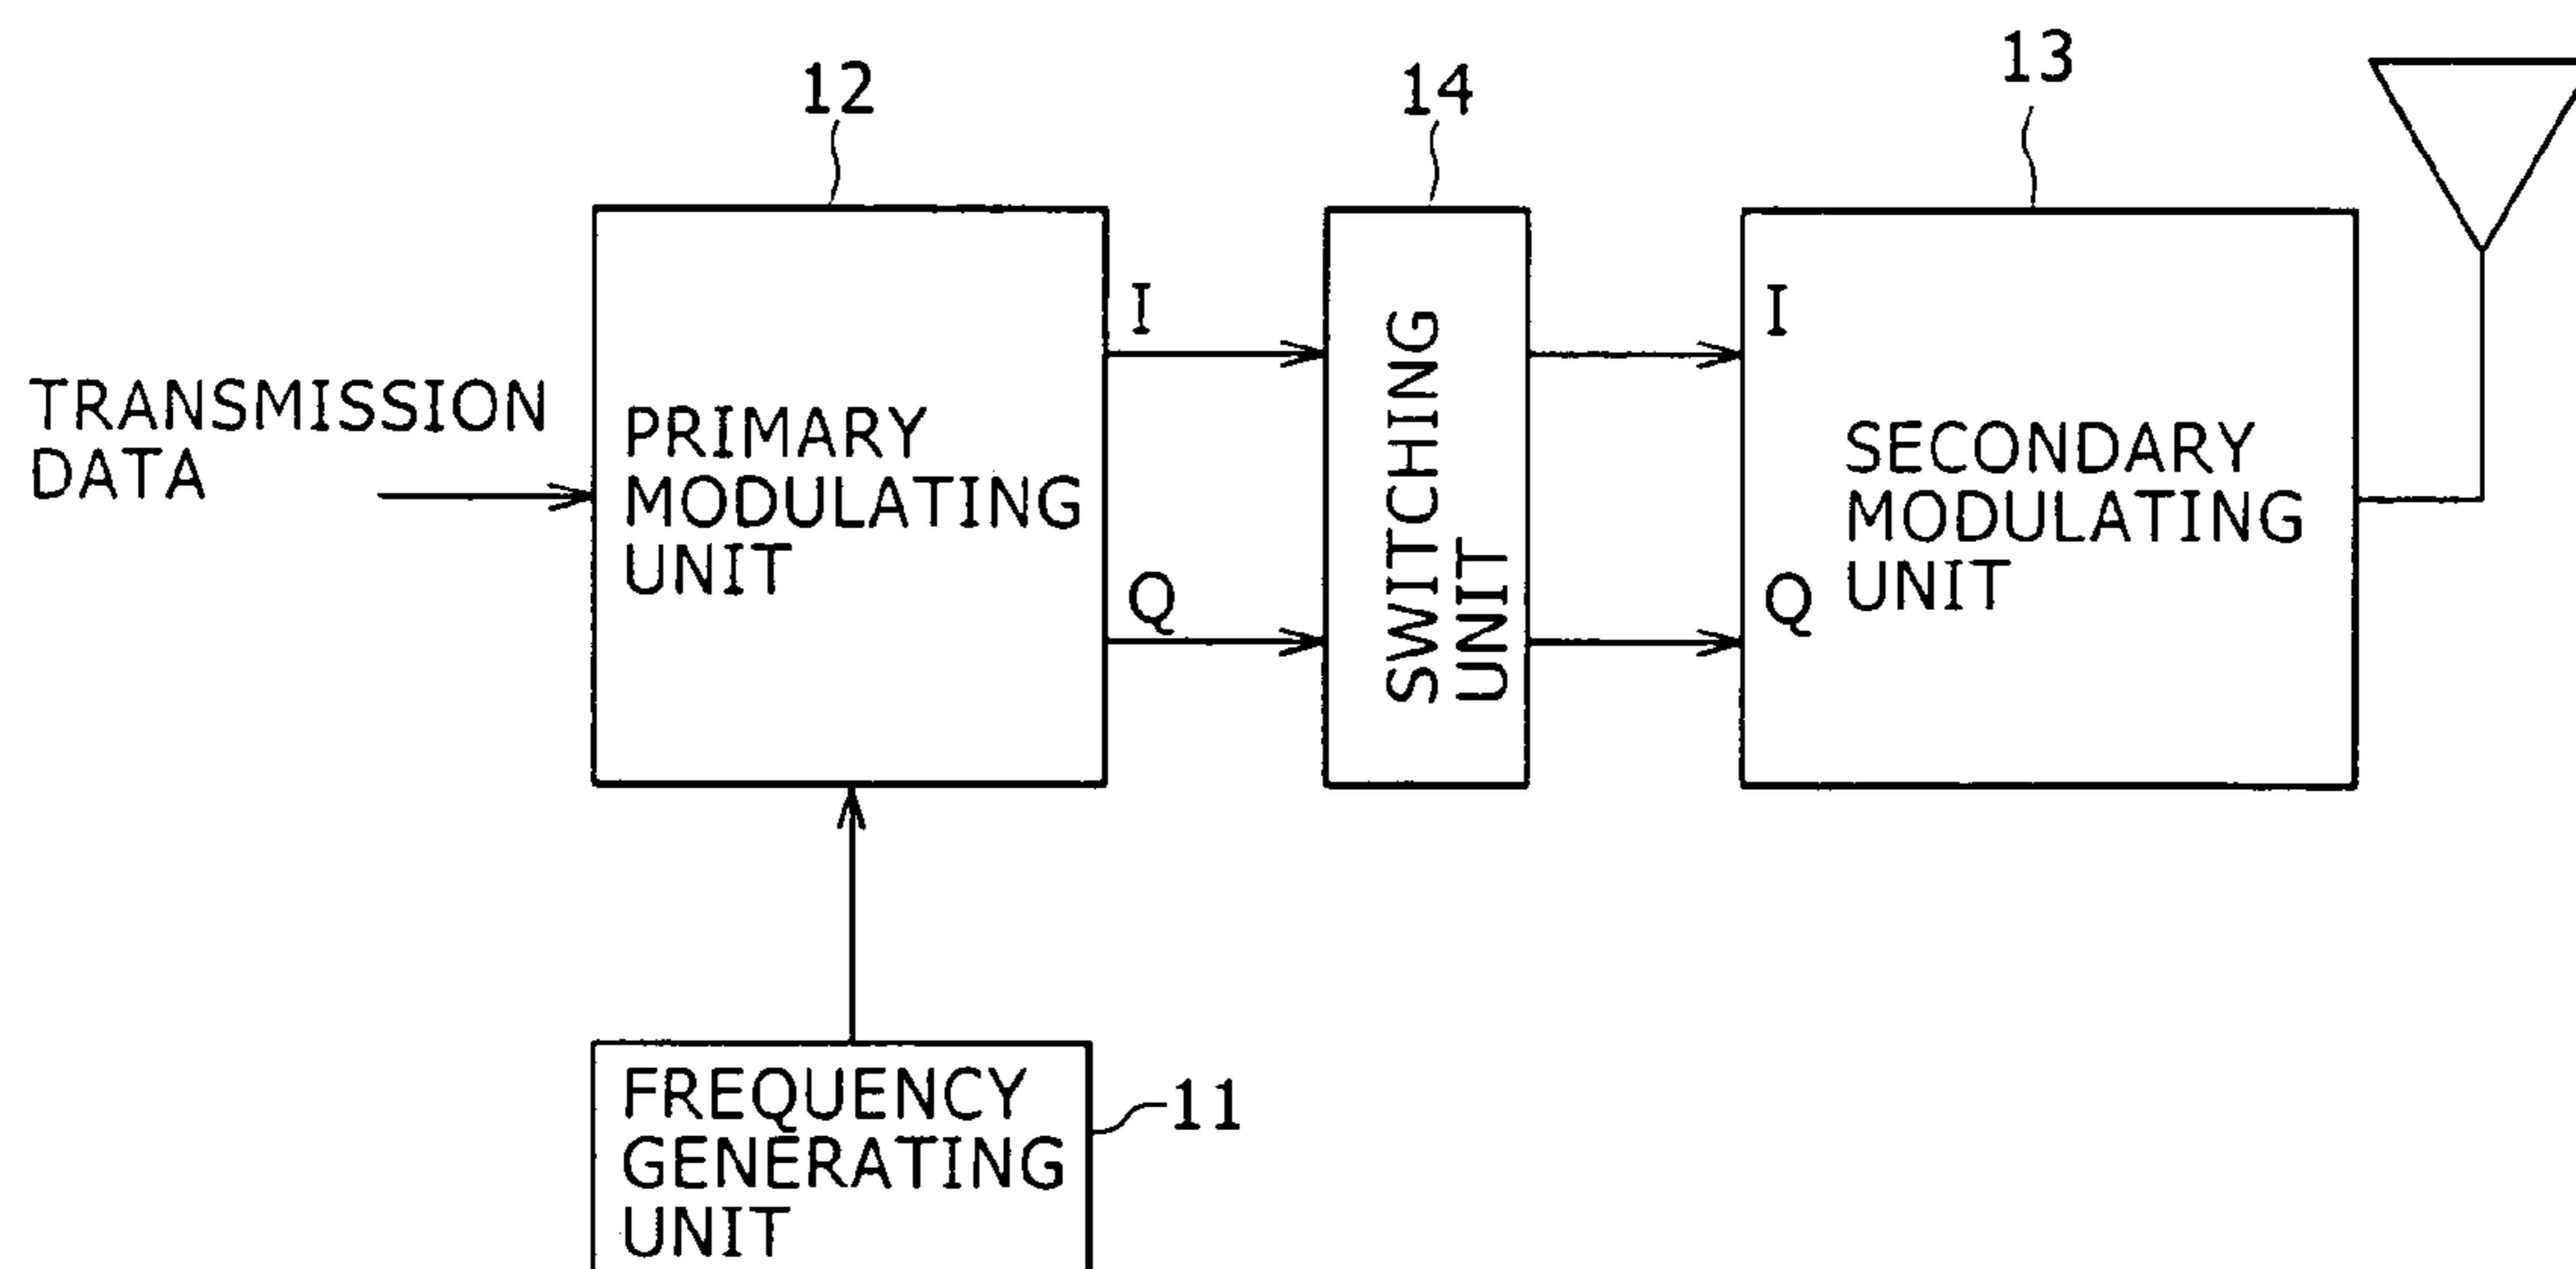 12
14
13
TRANSMISSION
DATA
PRIMARY
MODULATING
UNIT
I
Q
SWITCHING
UNIT
I
Q
SECONDARY
MODULATING
UNIT
FREQUENCY
GENERATING
UNIT
11